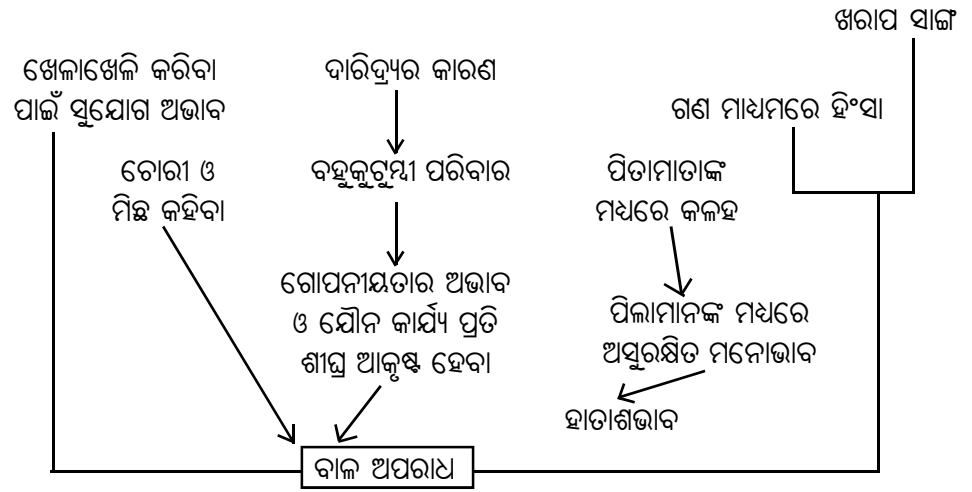 ଖରାପ ସାଙ୍ଗ
ଖେଳାଖେଳି କରିବା
ପାଇଁ ସୁଯୋଗ ଅଭାବ
ଦାରିଦ୍ର୍ୟର କାରଣ
ଗଣ ମାଧ୍ୟମରେ ହିଂସା
ଚୋରୀ ଓ
ମିଛ କହିବା
ବହୁକୁଟୁମ୍ବୀ ପରିବାର
ପିତାମାତାଙ୍କ
ମଧ୍ୟରେ କଳହ
ଗୋପନୀୟତାର ଅଭାବ
ଓ ଯୌନ କାର୍ଯ୍ୟ ପ୍ରତି
ଶୀଘ୍ର ଆକୃଷ୍ଟ ହେବା
ପିଲାମାନଙ୍କ ମଧ୍ୟରେ
ଅସୁରକ୍ଷିତ ମନୋଭାବ
ହାତାଶଭାବ
ବାଳ ଅପରାଧ